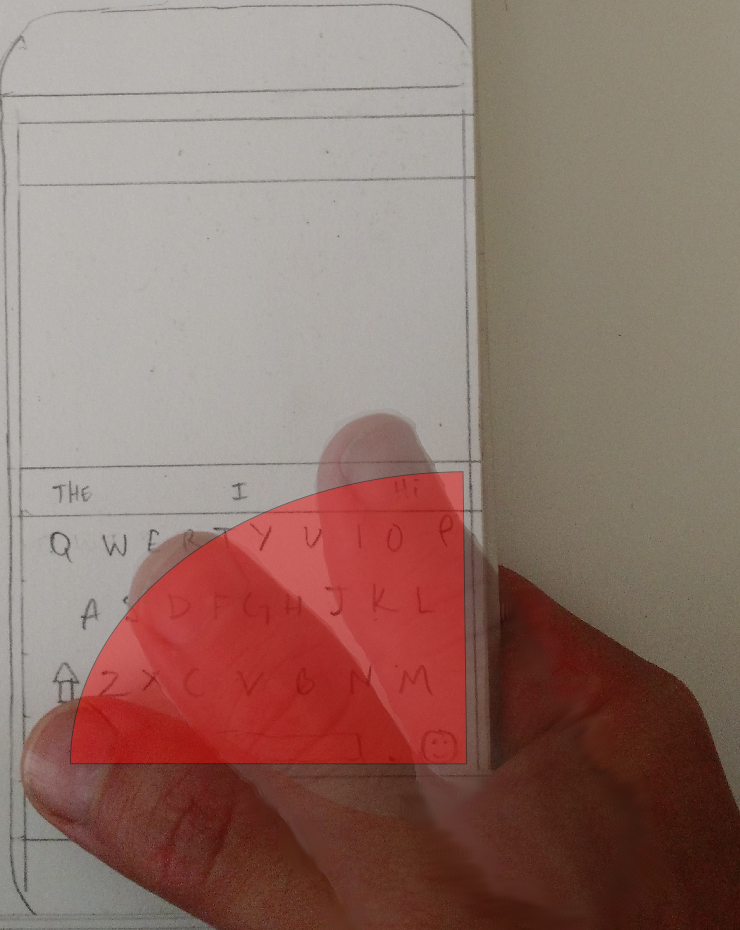 THE I Hi
Q W E R T Y U I O P
A S D F G H J K L
Z X C V B N M
.